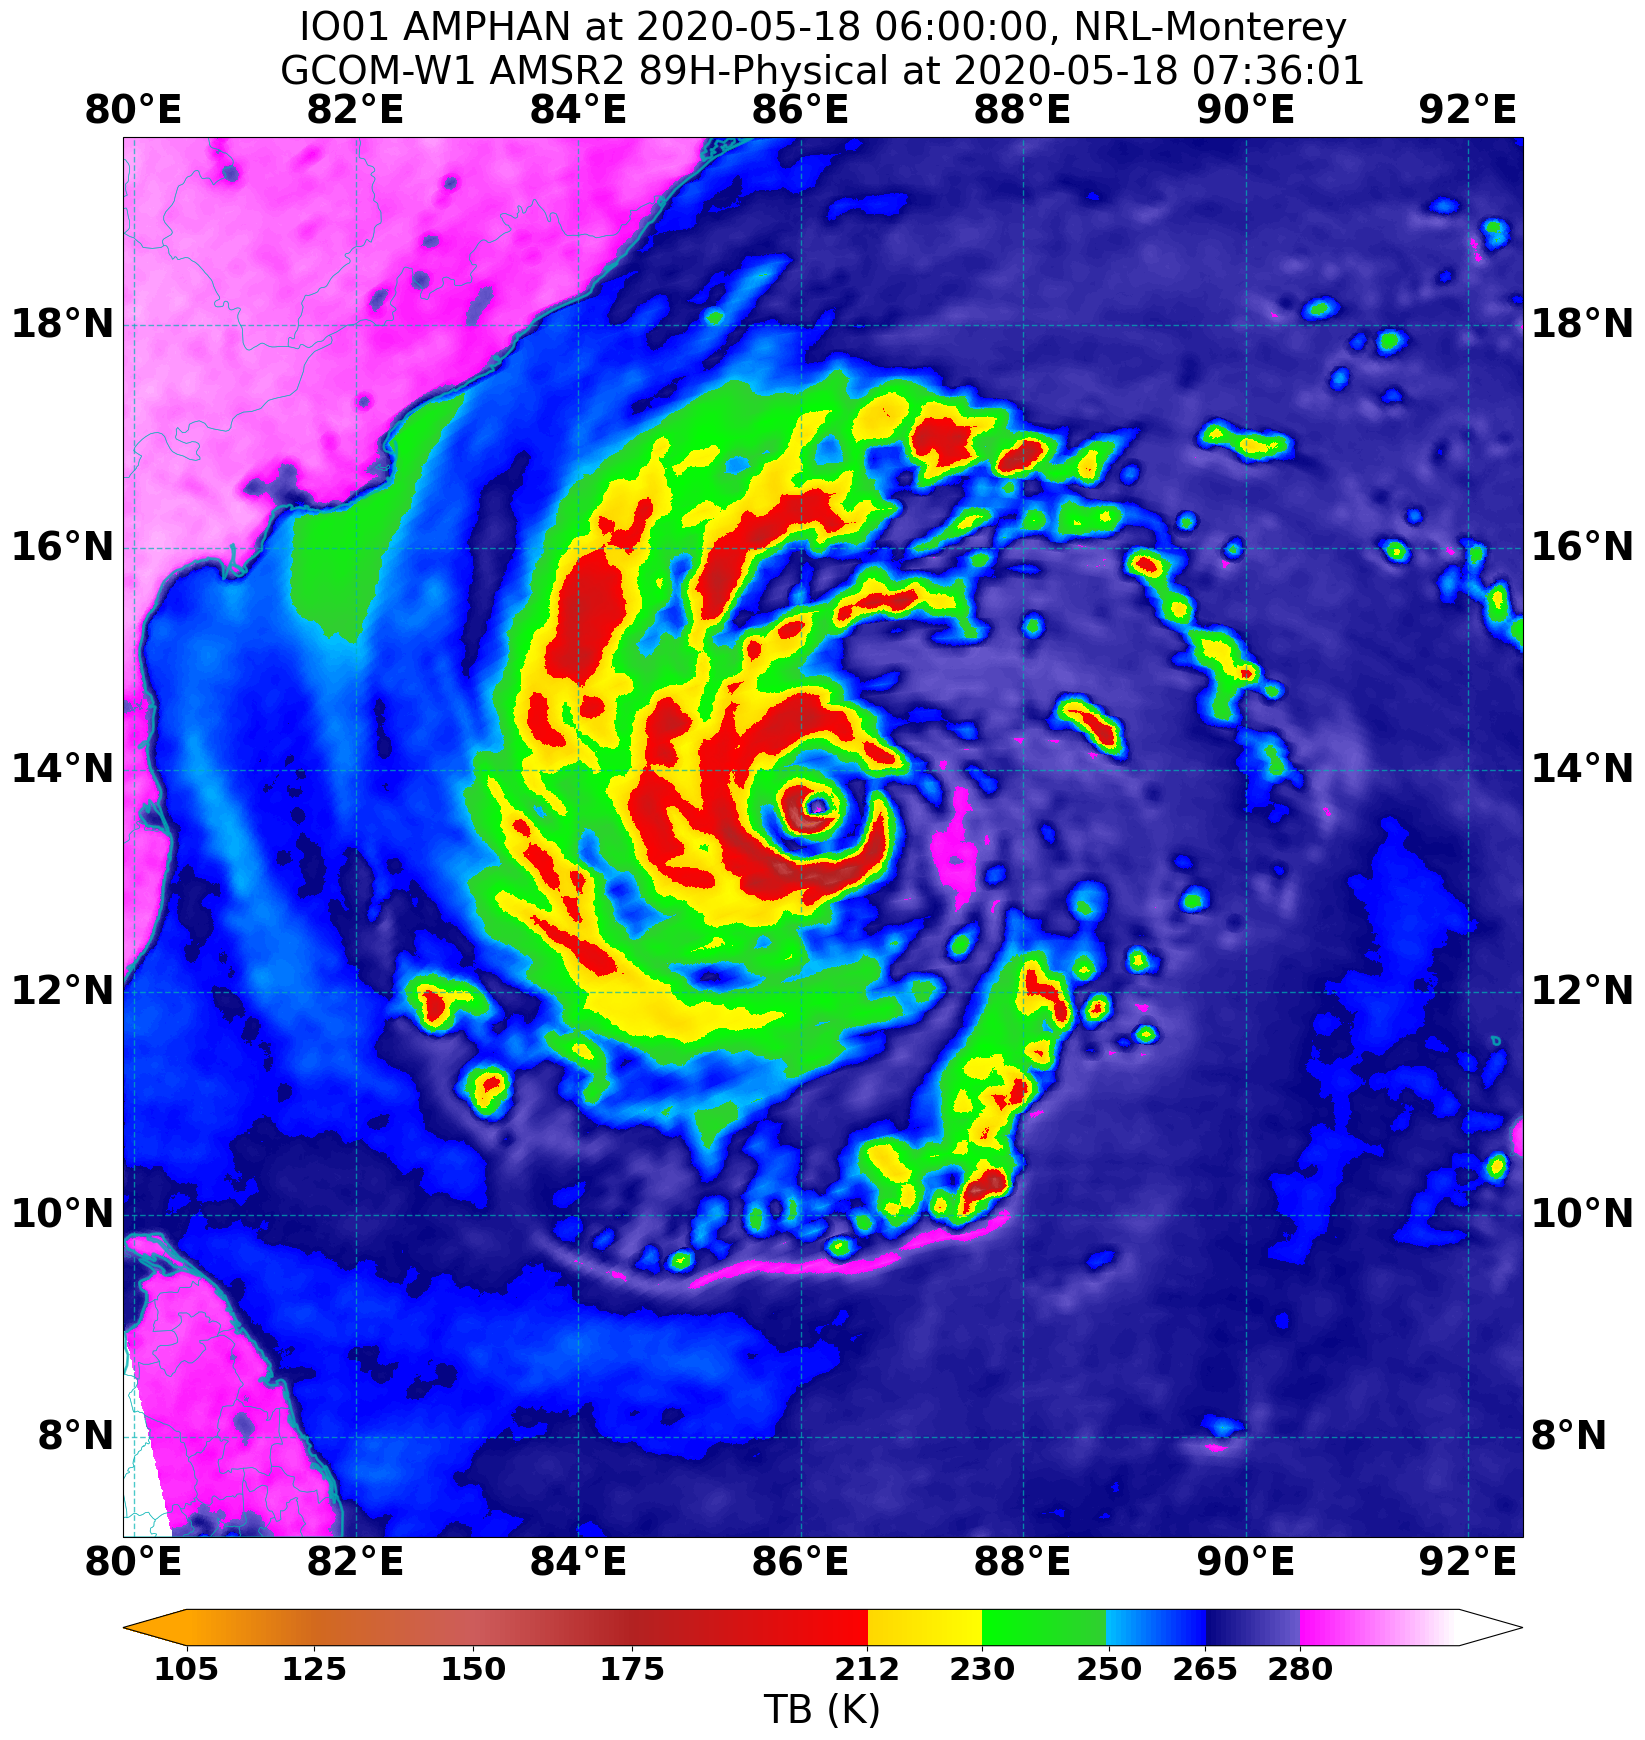 IO01 AMPHAN at 2020-05-18 06:00:00, NRL-Monterey
GCOM-W1 AMSR2 89H-Physical at 2020-05-18 07:36:01
80°E 82°E 84°E 86°E 88°E 90°E 92°E
18°N 18°N
16°N 16°N
14°N 14°N
12°N 12°N
10°N 10°N
8°N 8°N
80°E 82°E 84°E 86°E 88°E 90°E 92°E
105 125 150 175 212 230 250 265 280
TB (K)